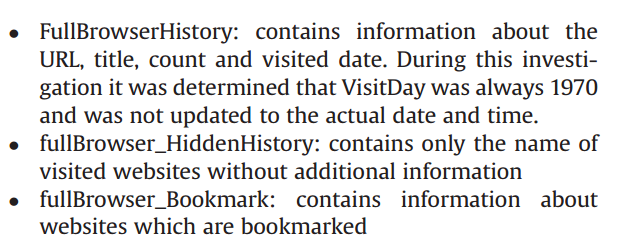 • FullBrowserHistory: contains information about the
URL, title, count and visited date. During this investi-
gation it was determined that VisitDay was always 1970
and was not updated to the actual date and time.
• fullBrowser_HiddenHistory: contains only the name of
visited websites without additional information
• fullBrowser_Bookmark: contains information about
websites which are bookmarked